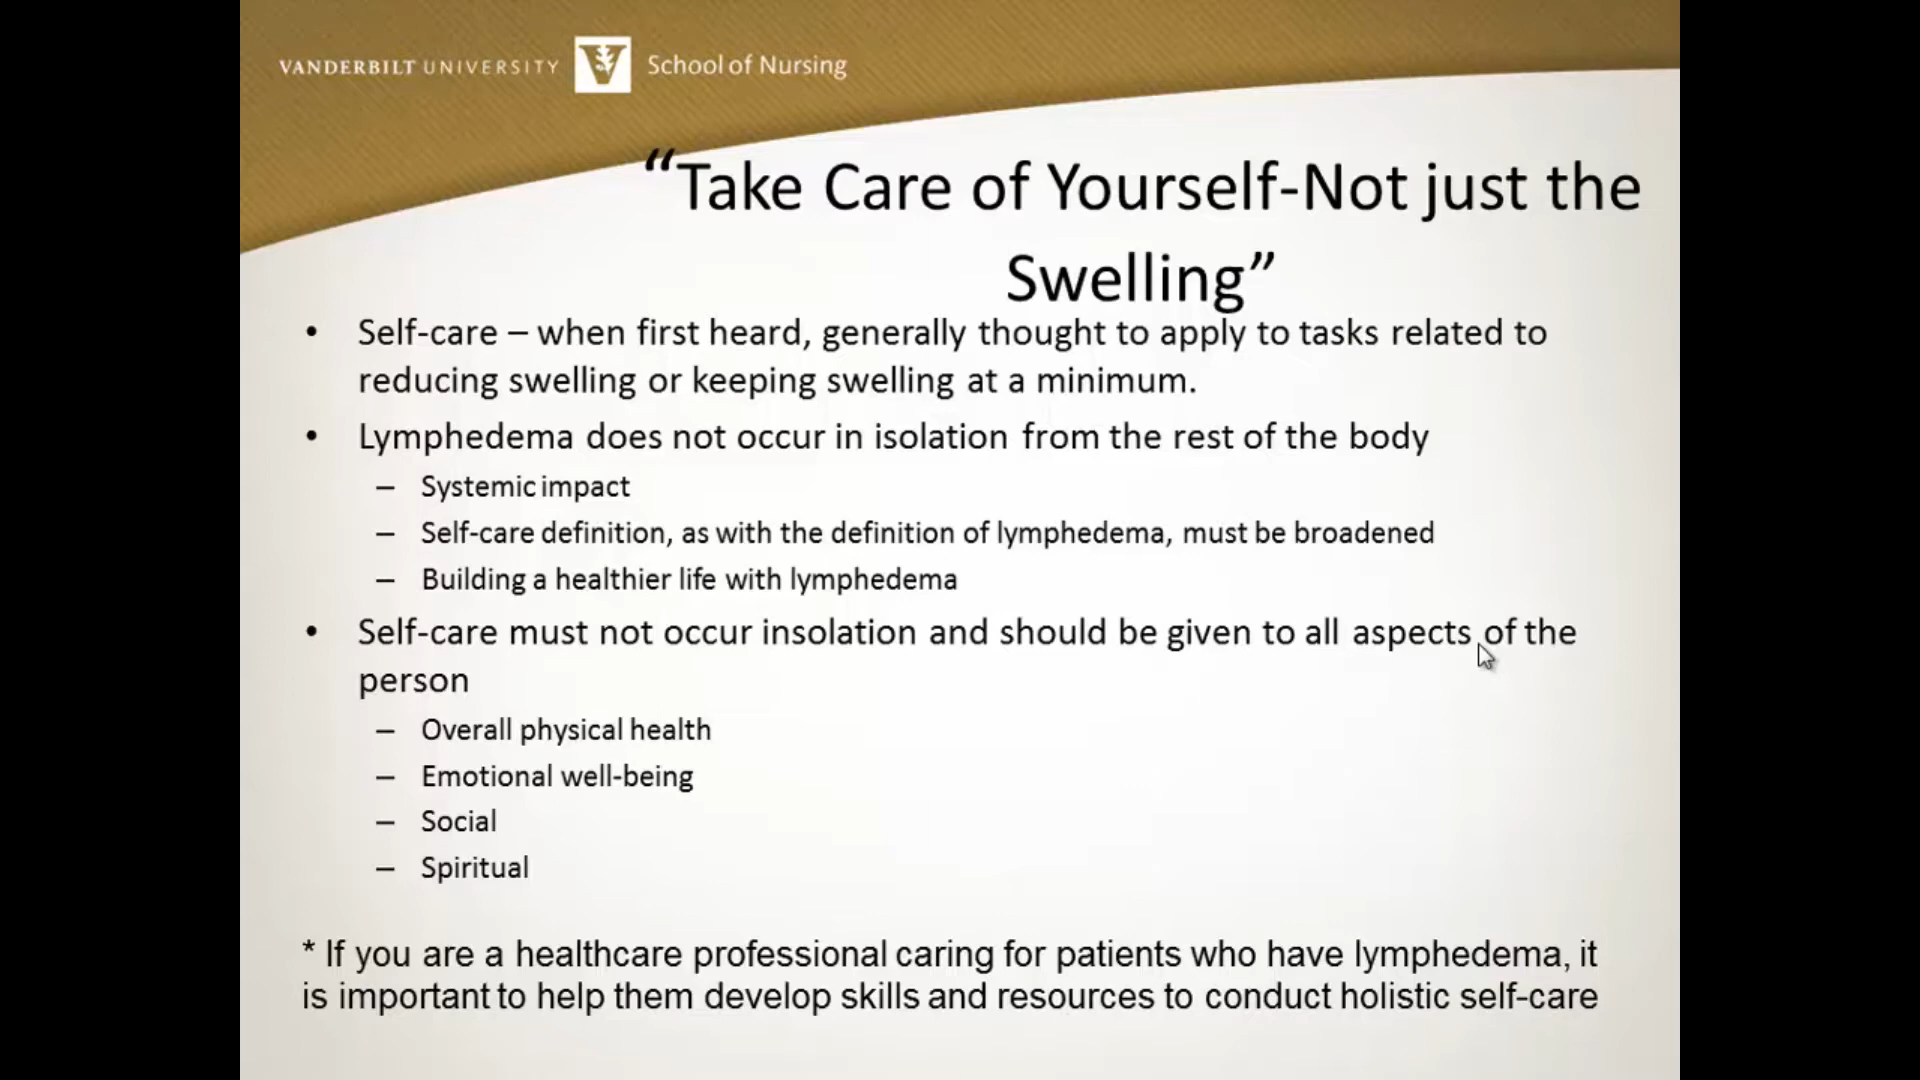 VANDERBILT UNIVERSITY V School of Nursing
“Take Care of Yourself-Not just the
Swelling”
• Self-care – when first heard, generally thought to apply to tasks related to
reducing swelling or keeping swelling at a minimum.
• Lymphedema does not occur in isolation from the rest of the body
– Systemic impact
– Self-care definition, as with the definition of lymphedema, must be broadened
– Building a healthier life with lymphedema
• Self-care must not occur insolation and should be given to all aspects of the
person
– Overall physical health
– Emotional well-being
– Social
– Spiritual
* If you are a healthcare professional caring for patients who have lymphedema, it
is important to help them develop skills and resources to conduct holistic self-care